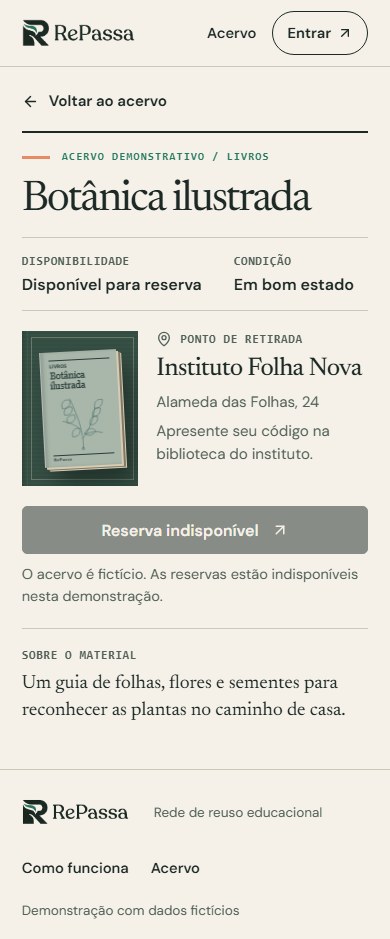 RePassa
Acervo
Entrar
Voltar ao acervo
ACERVO DEMONSTRATIVO / LIVROS
Botânica ilustrada
DISPONIBILIDADE
CONDIÇÃO
Disponível para reserva
Em bom estado
LIVROS
Botânica
ilustrada
RePassa
PONTO DE RETIRADA
Instituto Folha Nova
Alameda das Folhas, 24
Apresente seu código na
biblioteca do instituto.
Reserva indisponível
O acervo é fictício. As reservas estão indisponíveis
nesta demonstração.
SOBRE O MATERIAL
Um guia de folhas, flores e sementes para
reconhecer as plantas no caminho de casa.
RePassa
Rede de reuso educacional
Como funciona
Acervo
Demonstração com dados fictícios